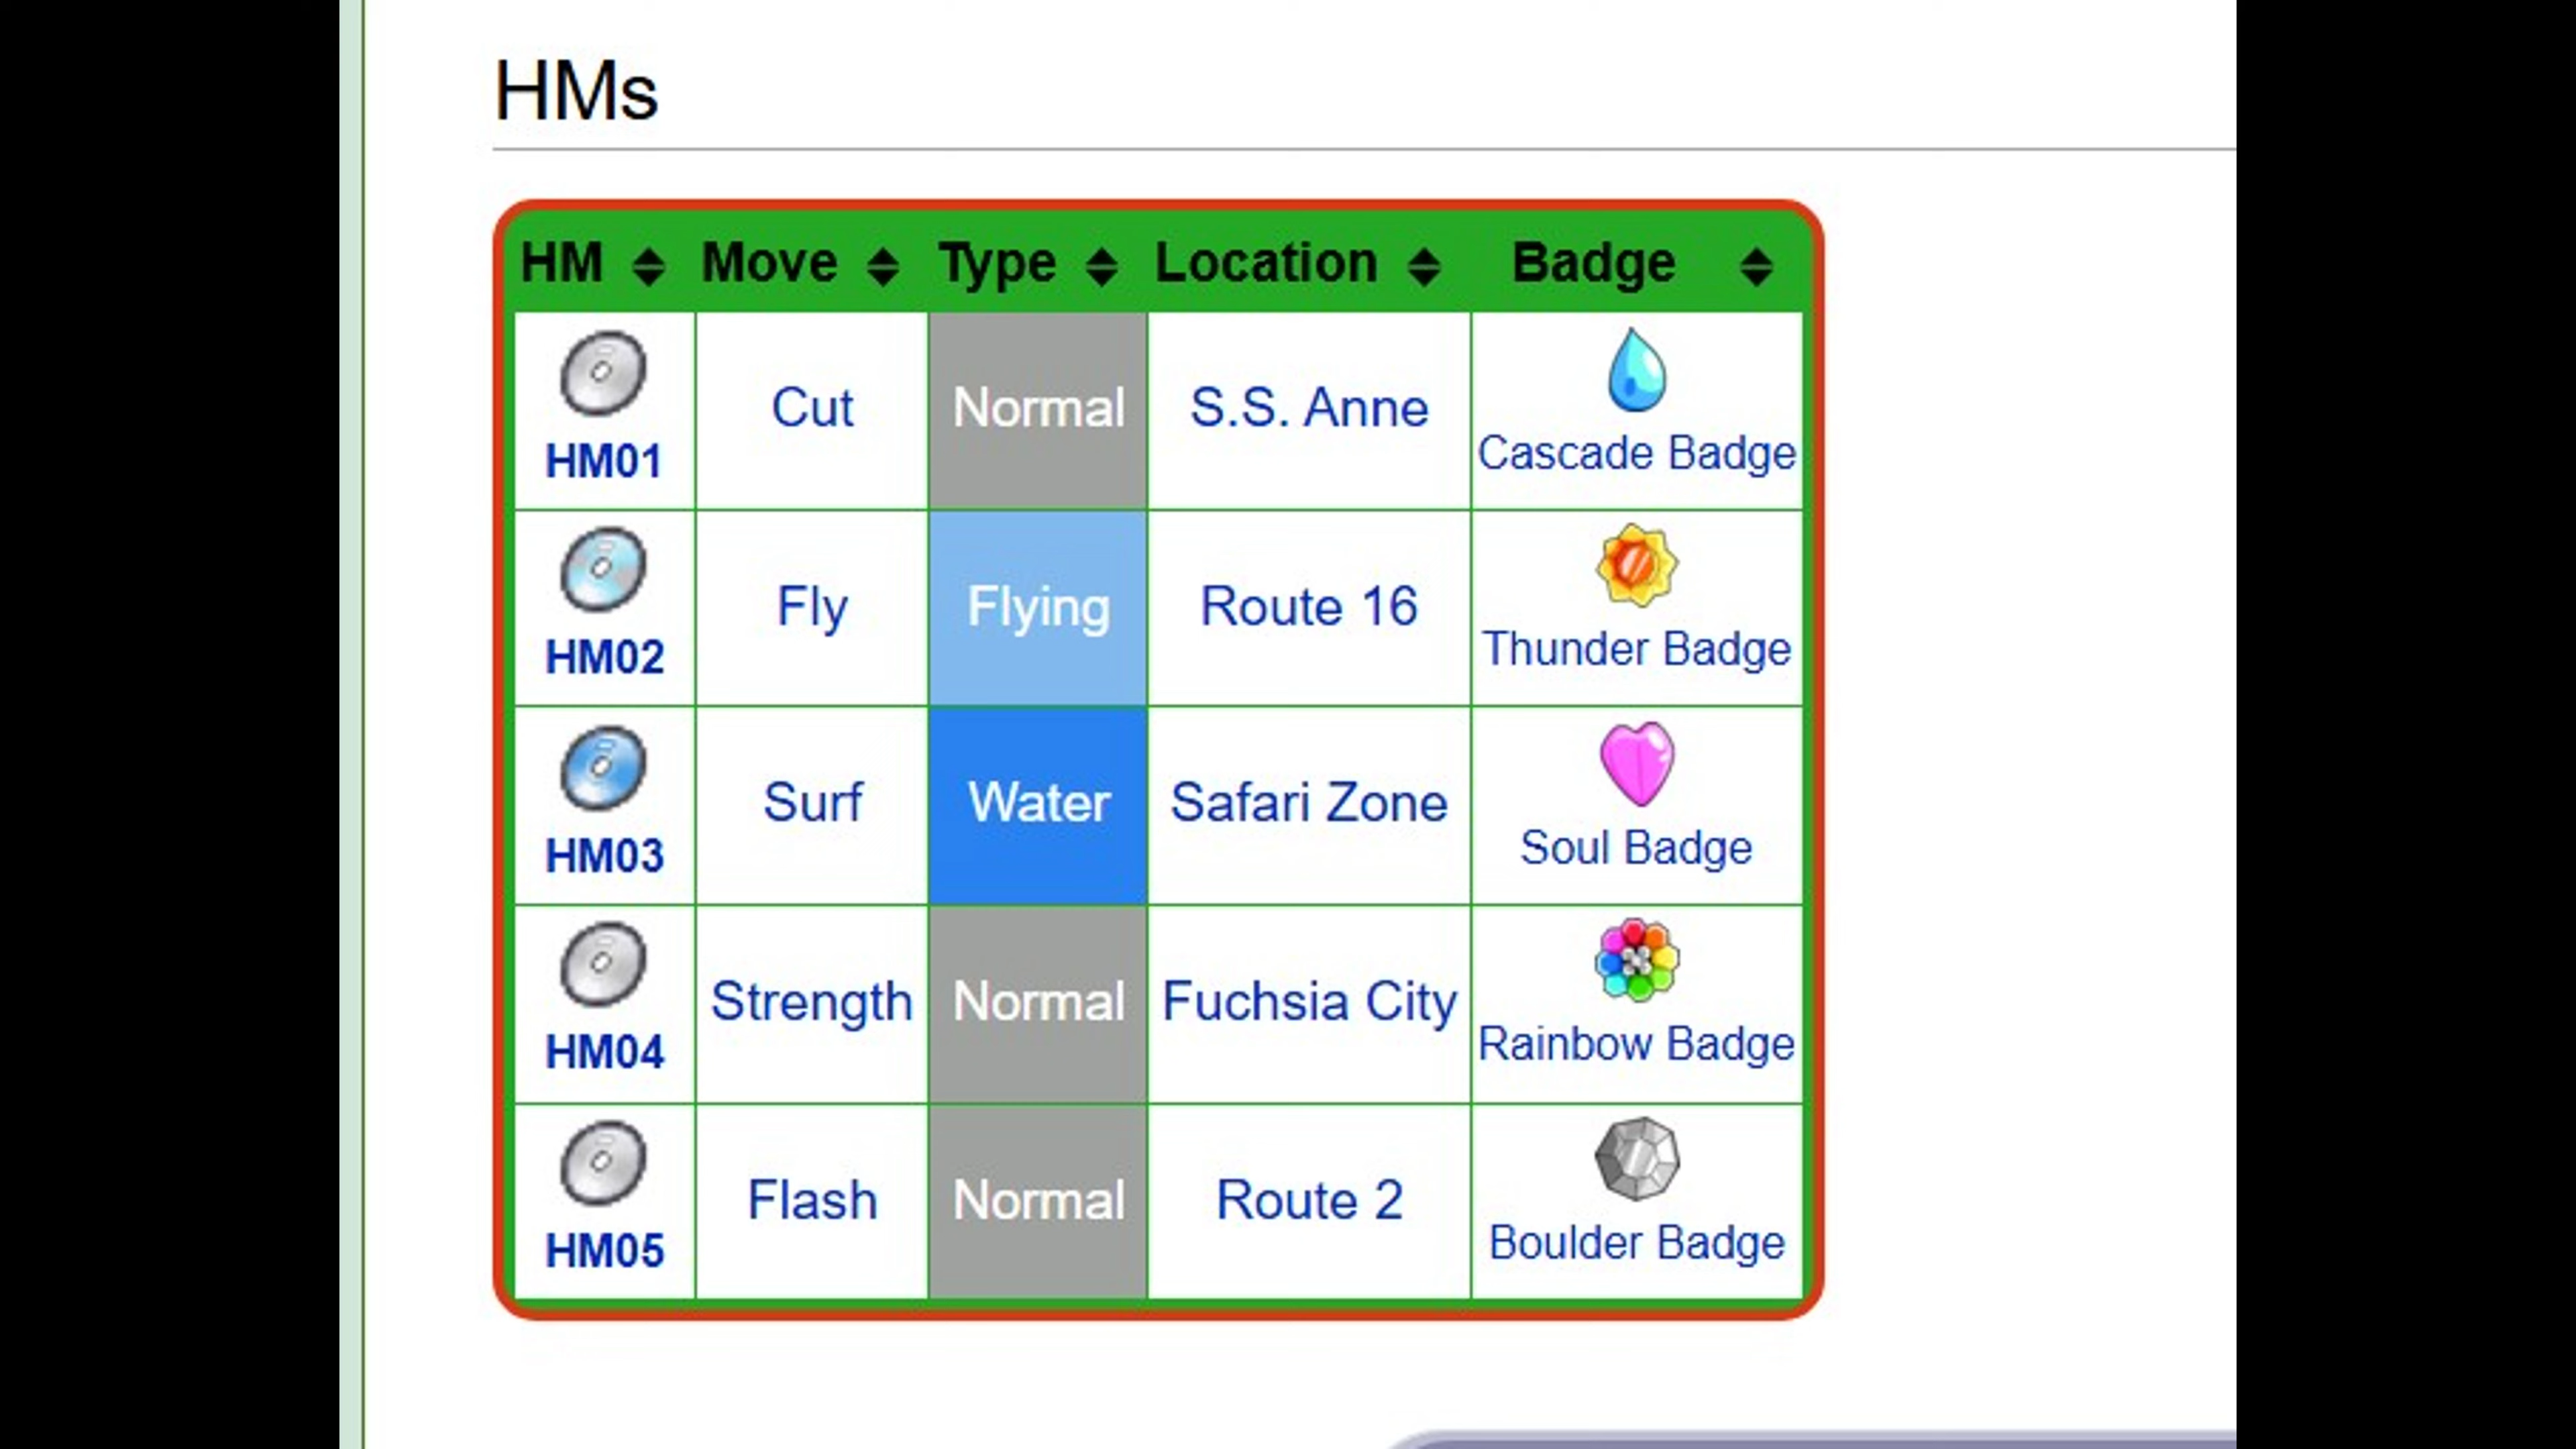 HMs
HM Move Type Location Badge
HM01 Cut Normal S.S. Anne Cascade Badge
HM02 Fly Flying Route 16 Thunder Badge
HM03 Surf Water Safari Zone Soul Badge
HM04 Strength Normal Fuchsia City Rainbow Badge
HM05 Flash Normal Route 2 Boulder Badge